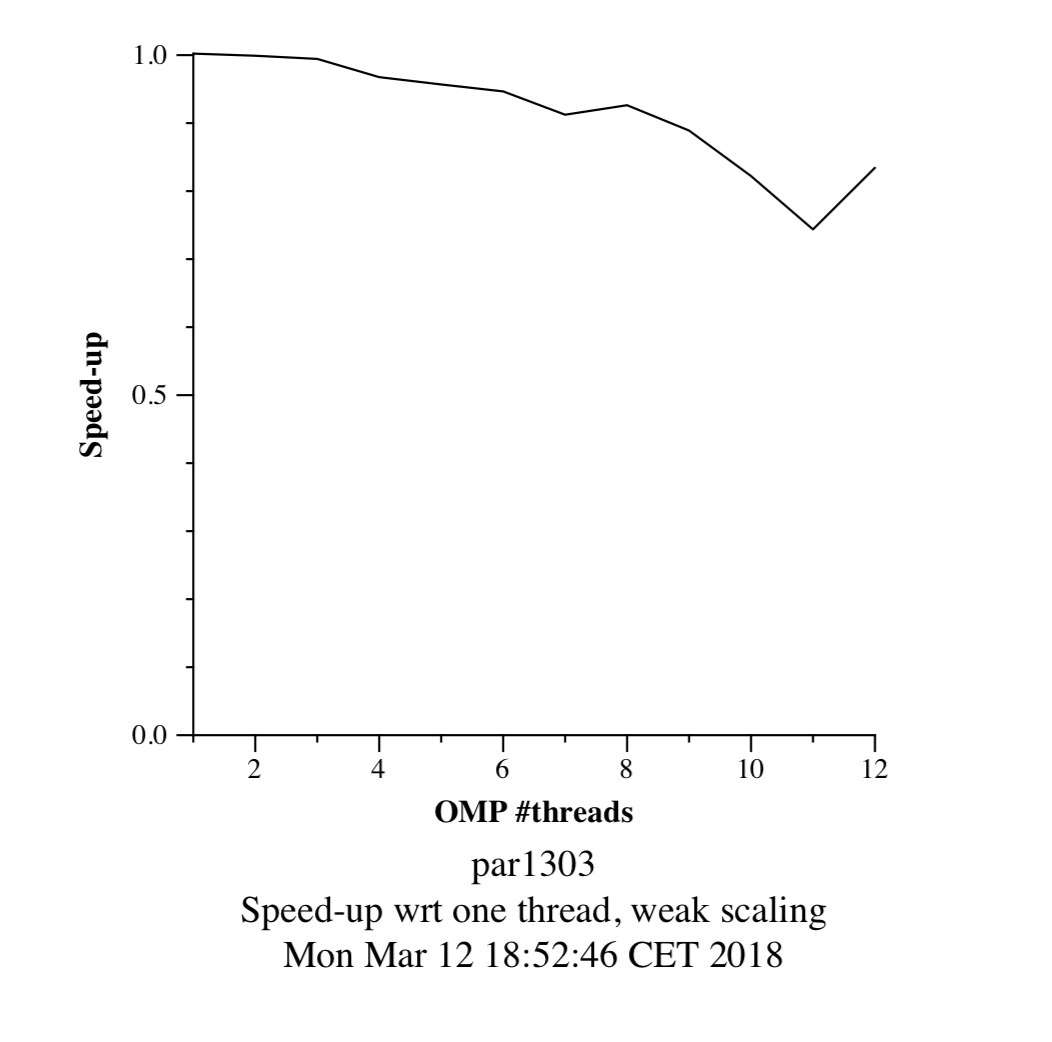 1.0
0.5
0.0
Speed-up
2 4 6 8 10 12
OMP #threads
par1303
Speed-up wrt one thread, weak scaling
Mon Mar 12 18:52:46 CET 2018